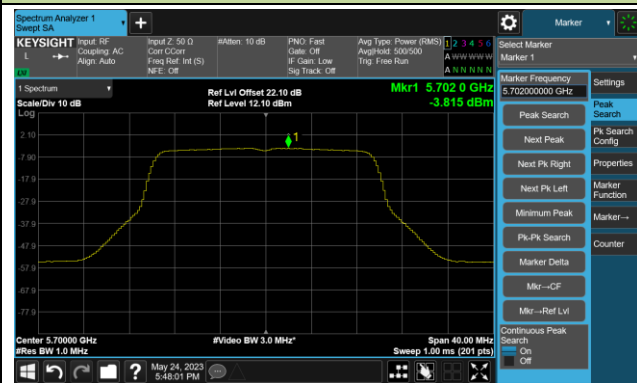 Spectrum Analyzer 1
Swept SA
+
Marker
KEYSIGHT
L
LXI
Input: RF
Coupling: AC
Align: Auto
Input Z: 50 Ω
Corr CCorr
Freq Ref: Int (S)
NFE: Off
#Atten: 10 dB
PNO: Fast
Gate: Off
IF Gain: Low
Sig Track: Off
Avg Type: Power (RMS)
Avg|Hold: 500/500
Trig: Free Run
1 2 3 4 5 6
A W W W W W
A N N N N N
Select Marker
Marker 1
1 Spectrum
Scale/Div 10 dB
Log
Ref Lvl Offset 22.10 dB
Ref Level 12.10 dBm
Mkr1 5.702 0 GHz
-3.815 dBm
1
2.10
-7.90
-17.9
-27.9
-37.9
-47.9
-57.9
-67.9
-77.9
Center 5.70000 GHz
#Res BW 1.0 MHz
#Video BW 3.0 MHz*
Span 40.00 MHz
Sweep 1.00 ms (201 pts)
Marker Frequency
5.702000000 GHz
Peak Search
Next Peak
Next Pk Right
Next Pk Left
Minimum Peak
Pk-Pk Search
Marker Delta
Mkr→CF
Mkr→Ref Lvl
Continuous Peak
Search
On
Off
Settings
Peak
Search
Pk Search
Config
Properties
Marker
Function
Marker→
Counter
?
May 24, 2023
5:48:01 PM